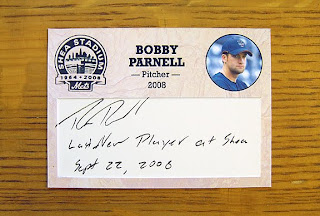 SHEA STADIUM
1964 • 2008
Mets
BOBBY
PARNELL
— Pitcher —
2008
Last New Player at Shea
Sept 22, 2008